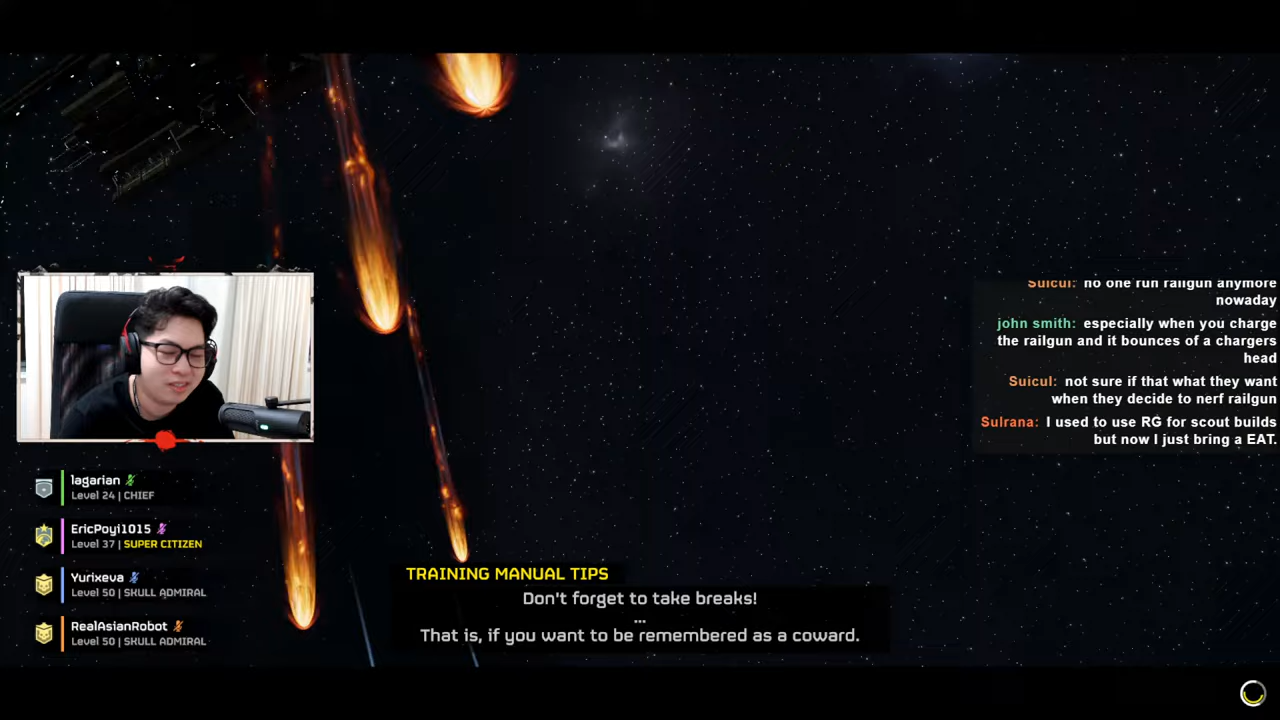 Suicul: no one run railgun anymore
nowaday
john smith: especially when you charge
the railgun and it bounces of a chargers
head
Suicul: not sure if that what they want
when they decide to nerf railgun
Sulrana: I used to use RG for scout builds
but now I just bring a EAT.
lagarian
Level 24 | CHIEF
EricPoyi1015
Level 37 | SUPER CITIZEN
Yurixeva
Level 50 | SKULL ADMIRAL
RealAsianRobot
Level 50 | SKULL ADMIRAL
TRAINING MANUAL TIPS
Don't forget to take breaks!
...
That is, if you want to be remembered as a coward.